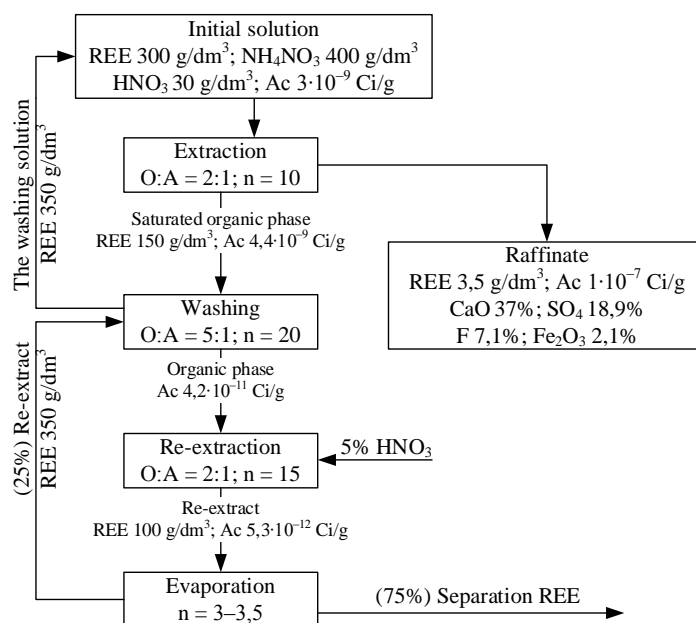 Initial solution
REE 300 g/dm³; NH₄NO₃ 400 g/dm³
HNO₃ 30 g/dm³; Ac 3·10⁻⁹ Ci/g
The washing solution
REE 350 g/dm³
Extraction
O:A = 2:1; n = 10
Saturated organic phase
REE 150 g/dm³; Ac 4,4·10⁻⁹ Ci/g
Raffinate
REE 3,5 g/dm³; Ac 1·10⁻⁷ Ci/g
CaO 37%; SO₄ 18,9%
F 7,1%; Fe₂O₃ 2,1%
Washing
O:A = 5:1; n = 20
Organic phase
Ac 4,2·10⁻¹¹ Ci/g
(25%) Re-extract
REE 350 g/dm³
Re-extraction
O:A = 2:1; n = 15
5% HNO₃
Re-extract
REE 100 g/dm³; Ac 5,3·10⁻¹² Ci/g
Evaporation
n = 3–3,5
(75%) Separation REE